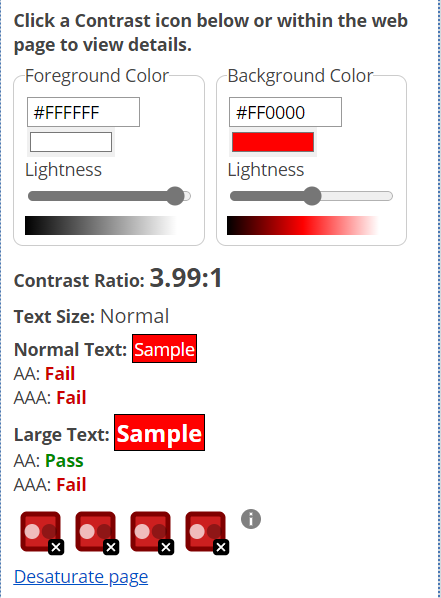 Click a Contrast icon below or within the web
page to view details.
Foreground Color
Background Color
#FFFFFF
#FF0000
Lightness
Lightness
Contrast Ratio: 3.99:1
Text Size: Normal
Normal Text: Sample
AA: Fail
AAA: Fail
Large Text: Sample
AA: Pass
AAA: Fail
Desaturate page